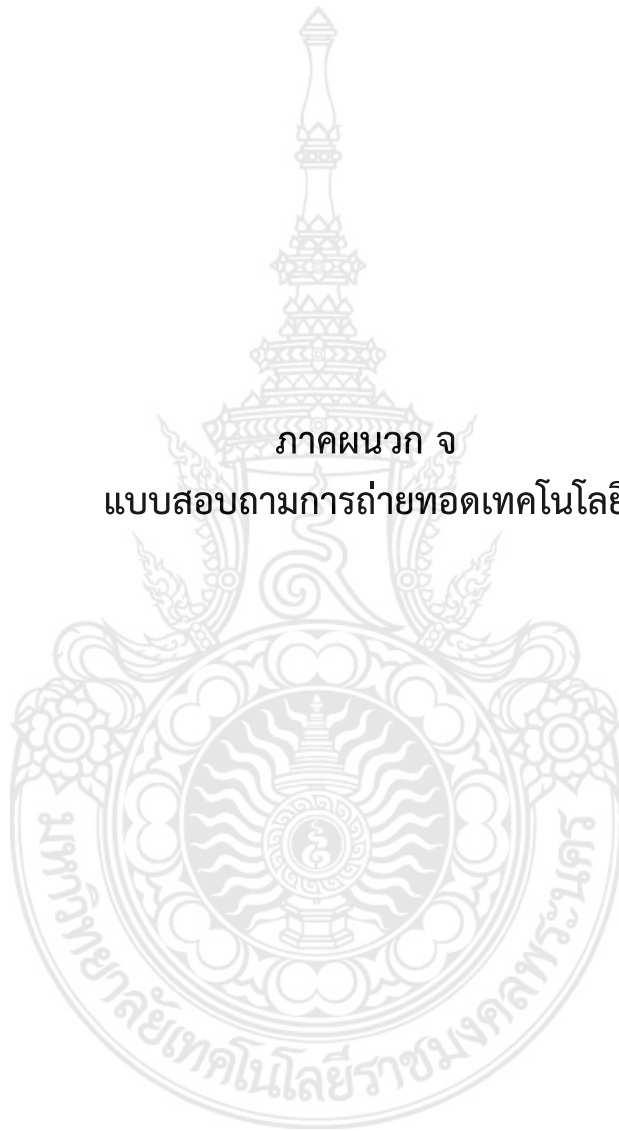 ภาคผนวก จ
แบบสอบถามการถ่ายทอดเทคโนโลยี
มหาวิทยาลัยเทคโนโลยีราชมงคลพระนคร